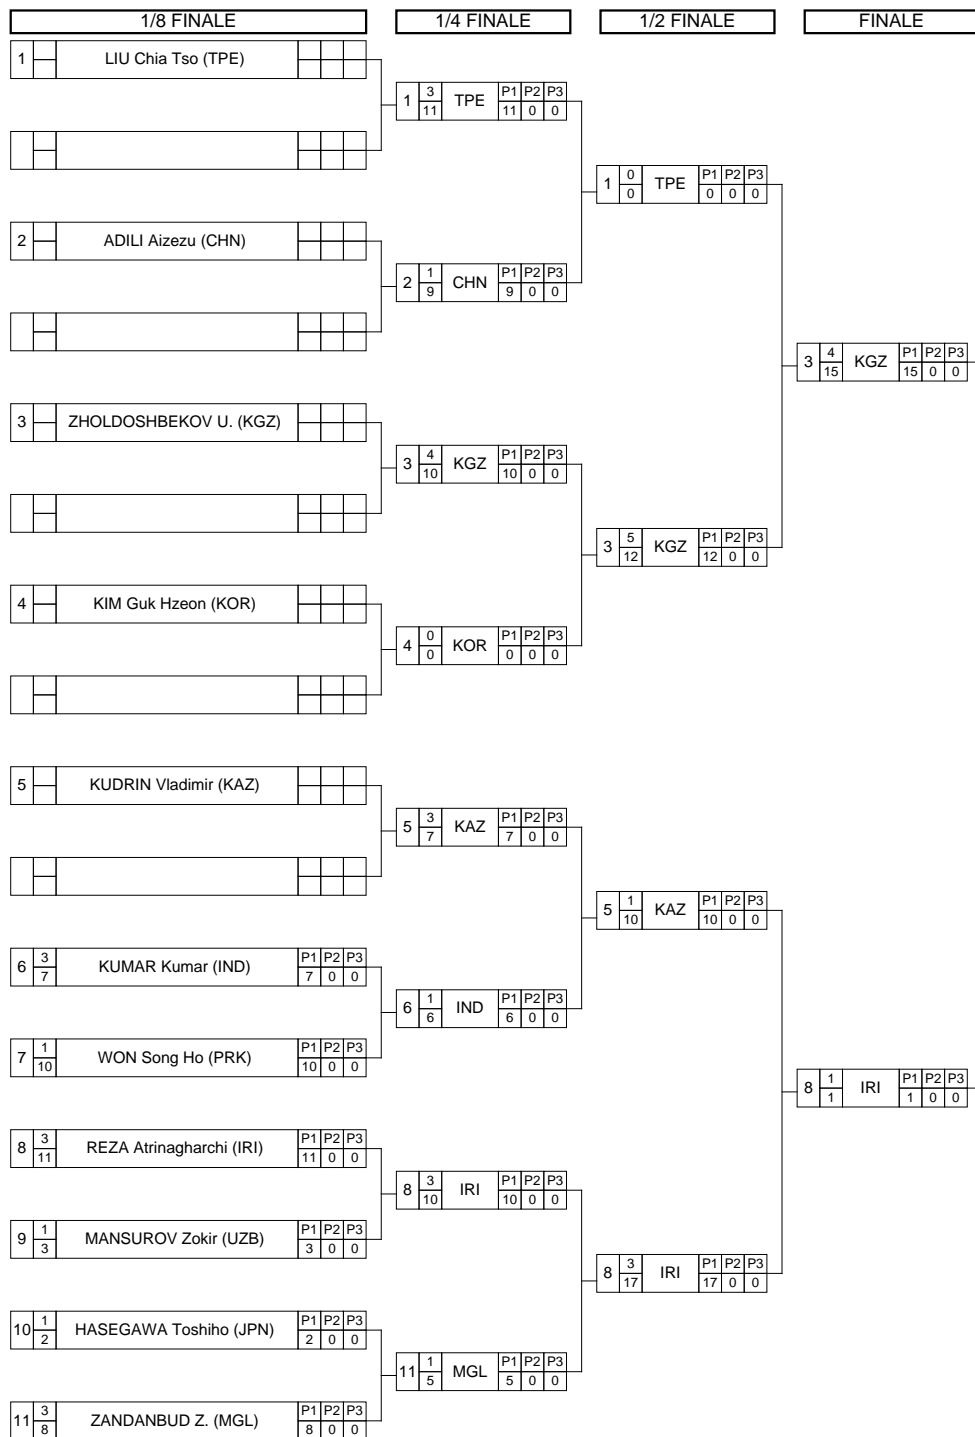 1/8 FINALE 1/4 FINALE 1/2 FINALE FINALE
1 LIU Chia Tso (TPE)
3 P1 P2 P3
1 TPE
11 11 0 0
0 P1 P2 P3
1 TPE
0 0 0 0
2 ADILI Aizezu (CHN)
1 P1 P2 P3
2 CHN
9 9 0 0
4 P1 P2 P3
3 KGZ
15 15 0 0
3 ZHOLDOSHBEKOV U. (KGZ)
4 P1 P2 P3
3 KGZ
10 10 0 0
5 P1 P2 P3
3 KGZ
12 12 0 0
4 KIM Guk Hzeon (KOR)
0 P1 P2 P3
4 KOR
0 0 0 0
5 KUDRIN Vladimir (KAZ)
3 P1 P2 P3
5 KAZ
7 7 0 0
1 P1 P2 P3
5 KAZ
10 10 0 0
3 P1 P2 P3
6 KUMAR Kumar (IND)
7 7 0 0
1 P1 P2 P3
6 IND
6 6 0 0
1 P1 P2 P3
7 WON Song Ho (PRK)
10 10 0 0
1 P1 P2 P3
8 IRI
1 1 0 0
3 P1 P2 P3
8 REZA Atrinagharchi (IRI)
11 11 0 0
3 P1 P2 P3
8 IRI
10 10 0 0
1 P1 P2 P3
9 MANSUROV Zokir (UZB)
3 3 0 0
3 P1 P2 P3
8 IRI
17 17 0 0
1 P1 P2 P3
10 HASEGAWA Toshiho (JPN)
2 2 0 0
1 P1 P2 P3
11 MGL
5 5 0 0
3 P1 P2 P3
11 ZANDANBUD Z. (MGL)
8 8 0 0